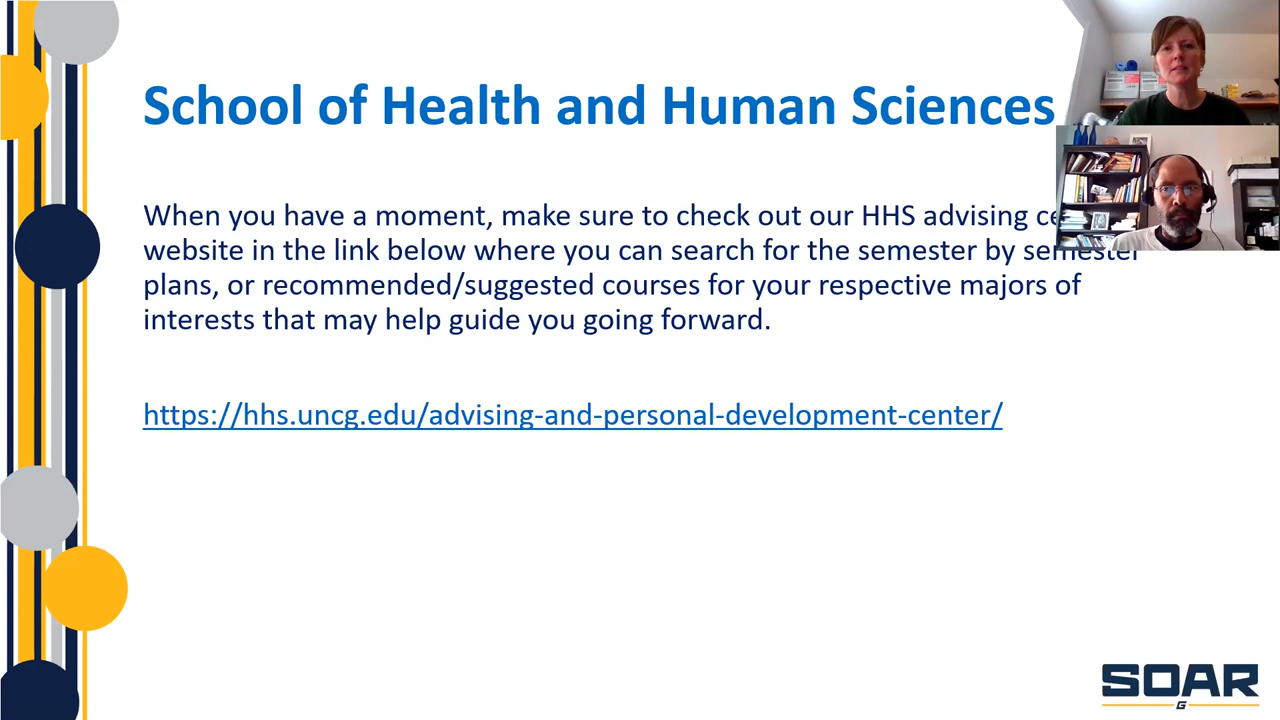 School of Health and Human Sciences
When you have a moment, make sure to check out our HHS advising
website in the link below where you can search for the semester by semester
plans, or recommended/suggested courses for your respective majors of
interests that may help guide you going forward.
https://hhs.uncg.edu/advising-and-personal-development-center/
SOAR
G